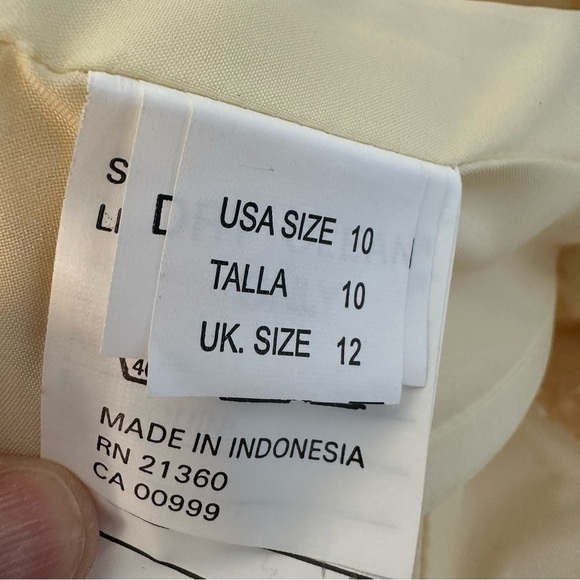 USA SIZE 10
TALLA 10
UK. SIZE 12
MADE IN INDONESIA
RN 21360
CA 00999